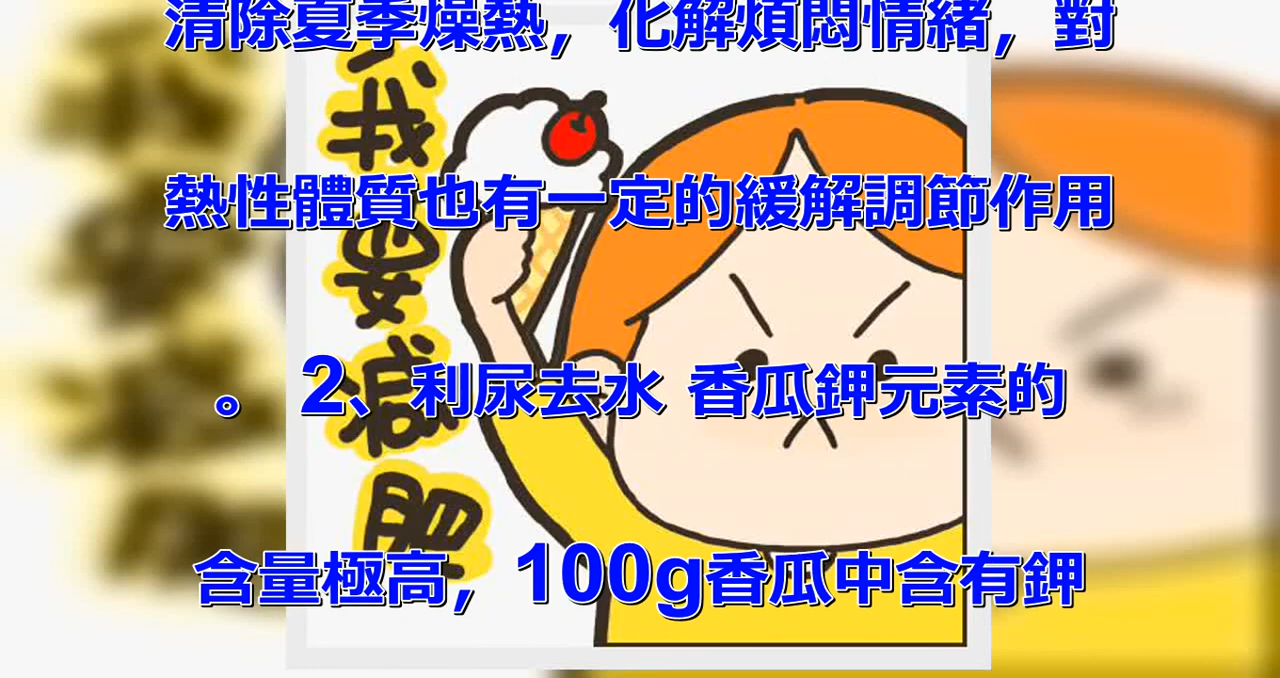 清除夏季燥熱，化解煩悶情緒，對
熱性體質也有一定的緩解調節作用
。 2、利尿去水 香瓜鉀元素的
含量極高，100g香瓜中含有鉀
我要減肥